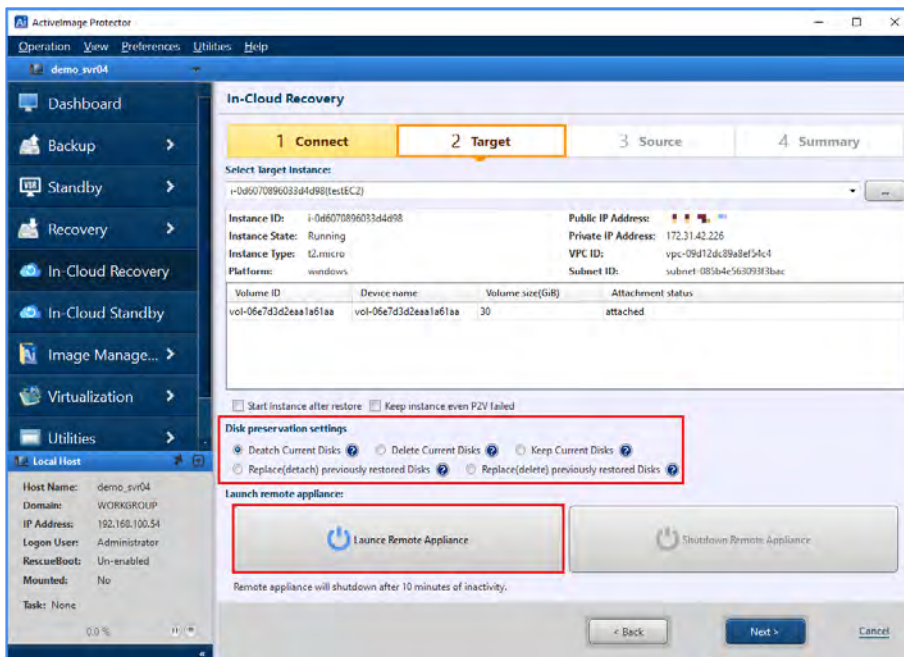 ActiveImage Protector
Operation View Preferences Utilities Help
demo_svr04
Dashboard
Backup
Standby
Recovery
In-Cloud Recovery
In-Cloud Standby
Image Manage...
Virtualization
Utilities
Local Host
Host Name: demo_svr04
Domain: WORKGROUP
IP Address: 192.168.100.54
Logon User: Administrator
RescueBoot: Un-enabled
Mounted: No
Task: None
0.0 %
In-Cloud Recovery
1 Connect 2 Target 3 Source 4 Summary
Select Target Instance:
i-0d6070896033d4d98(testEC2) ...
Instance ID: i-0d6070896033d4d98 Public IP Address:
Instance State: Running Private IP Address: 172.31.42.226
Instance Type: t2.micro VPC ID: vpc-09d12dc89a8ef54c4
Platform: windows Subnet ID: subnet-085b4e563093f3bac
Volume ID Device name Volume size(GiB) Attachment status
vol-06e7d3d2eaa1a61aa vol-06e7d3d2eaa1a61aa 30 attached
Start instance after restore Keep instance even P2V failed
Disk preservation settings
Deatch Current Disks ? Delete Current Disks ? Keep Current Disks ?
Replace(detach) previously restored Disks ? Replace(delete) previously restored Disks ?
Launch remote appliance:
Launce Remote Appliance Shutdown Remote Appliance
Remote appliance will shutdown after 10 minutes of inactivity.
< Back Next > Cancel